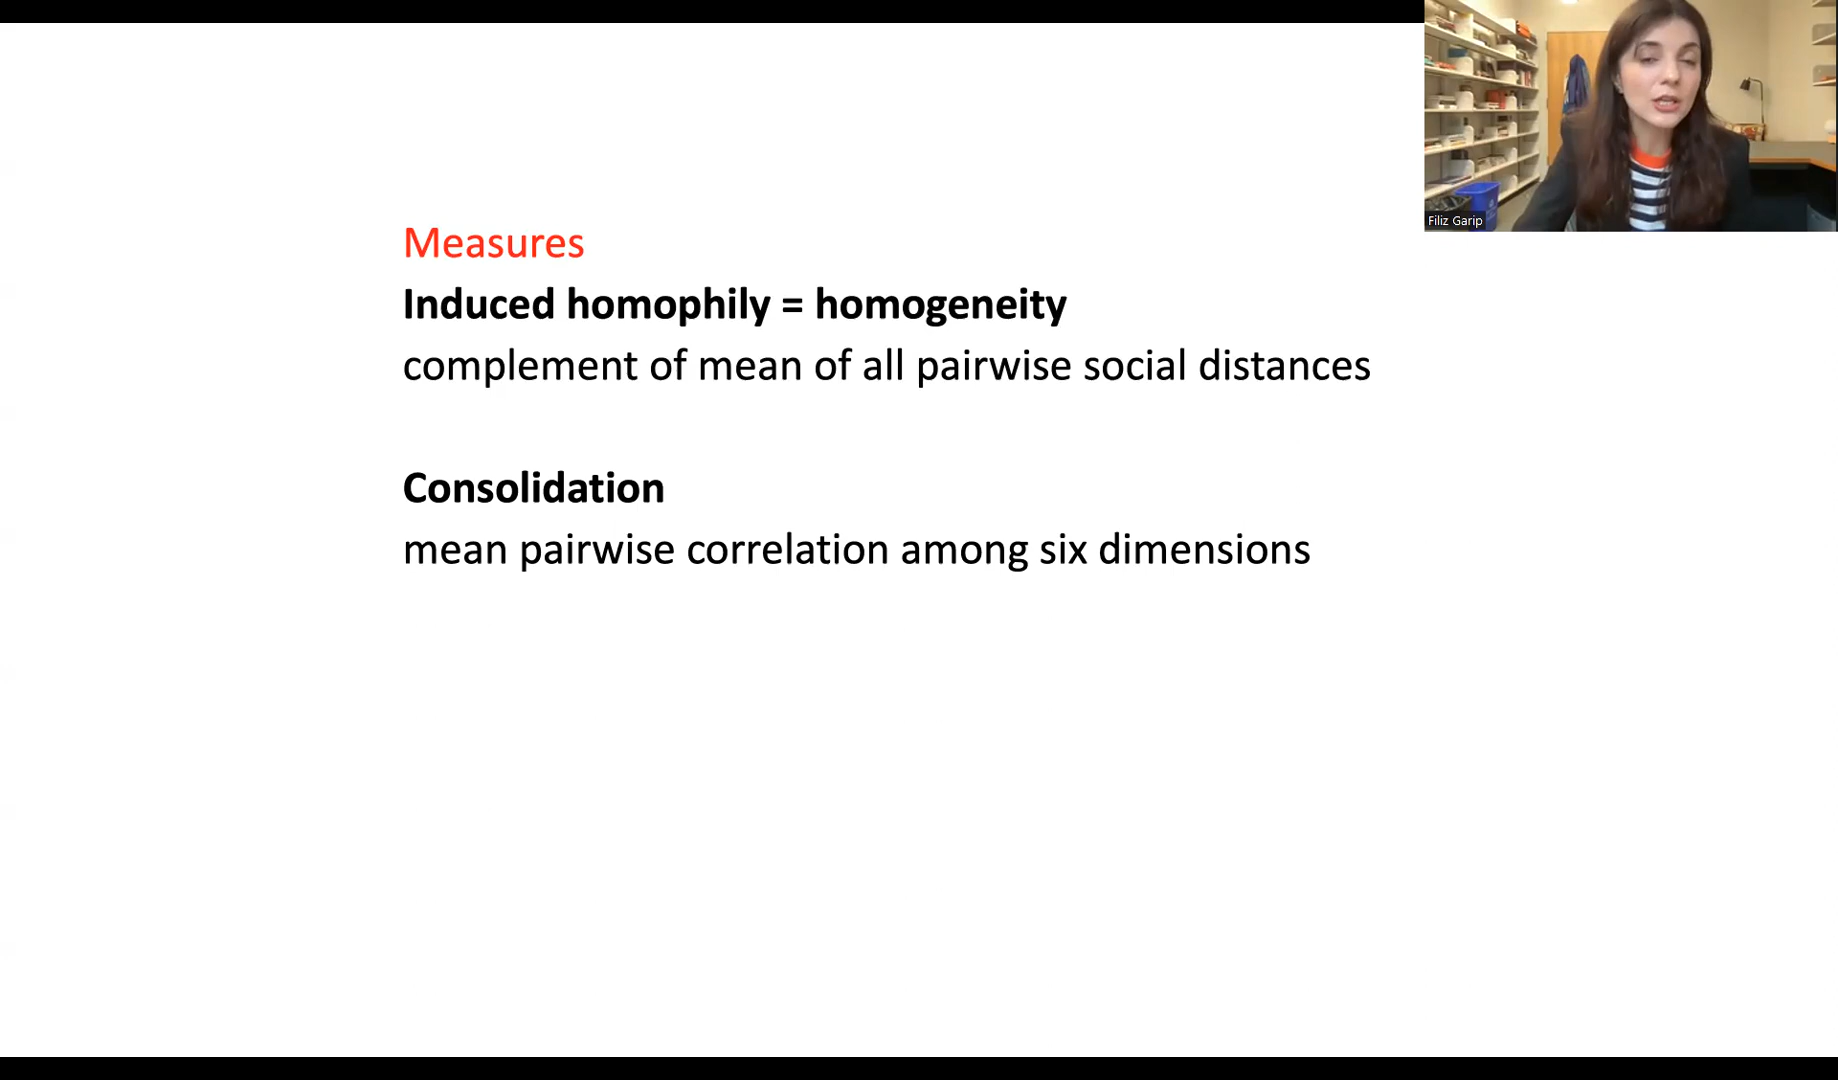 Measures
Induced homophily = homogeneity
complement of mean of all pairwise social distances
Consolidation
mean pairwise correlation among six dimensions
Filiz Garip